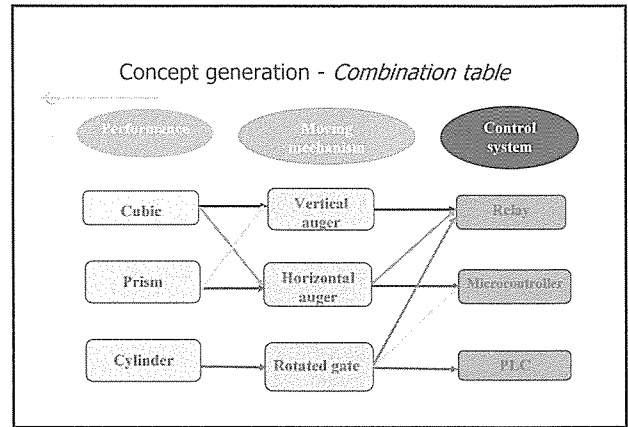 Concept generation - Combination table
Performance
Moving
mechanism
Control
system
Cubic
Vertical
auger
Relay
Prism
Horizontal
auger
Microcontroller
Cylinder
Rotated gate
PLC